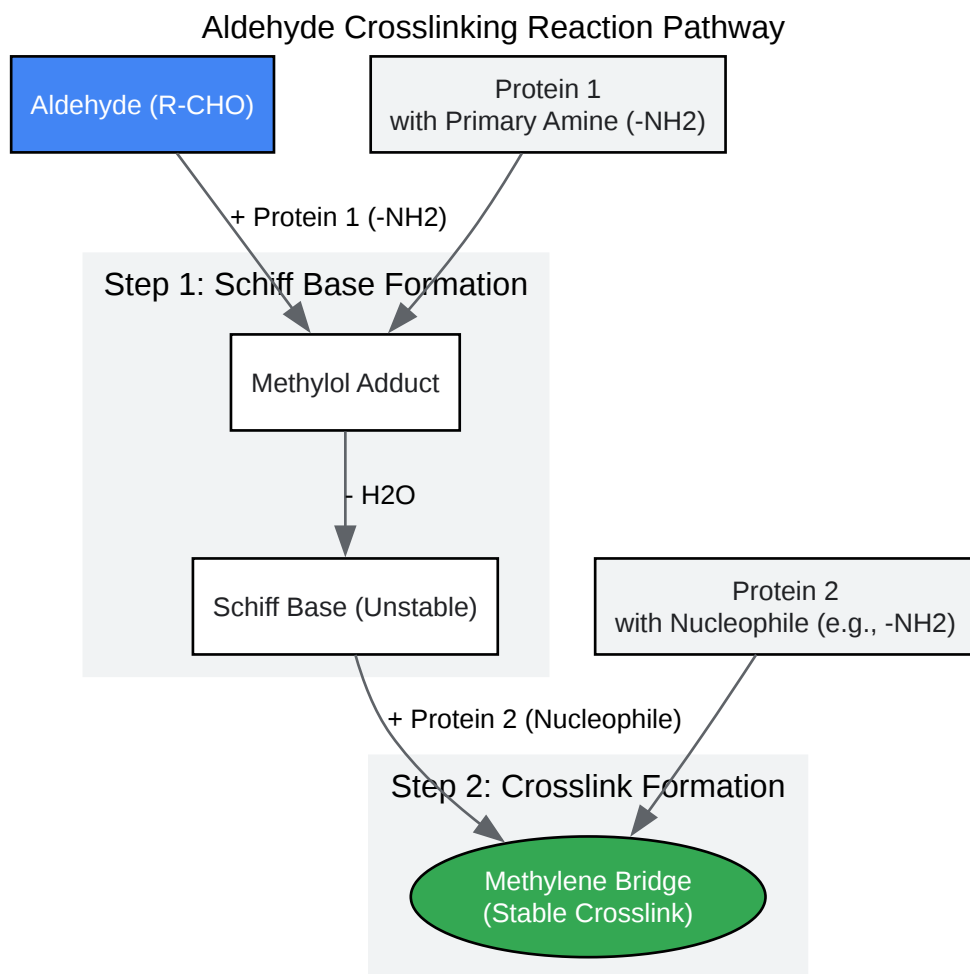 Aldehyde Crosslinking Reaction Pathway
Aldehyde (R-CHO)
Protein 1
with Primary Amine (-NH2)
+ Protein 1 (-NH2)
Step 1: Schiff Base Formation
Methylol Adduct
- H2O
Schiff Base (Unstable)
Protein 2
with Nucleophile (e.g., -NH2)
+ Protein 2 (Nucleophile)
Step 2: Crosslink Formation
Methylene Bridge
(Stable Crosslink)